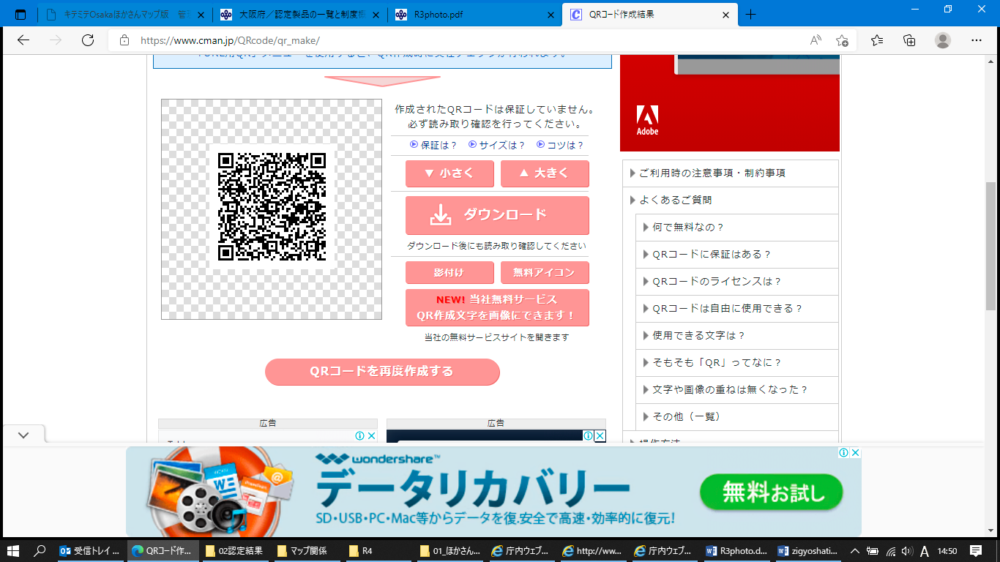 キテミテOsakaほかさんマップ版
大阪府／認定製品の一覧と制度
R3photo.pdf
QRコード作成結果
https://www.cman.jp/QRcode/qr_make/
作成されたQRコードは保証していません。
必ず読み取り確認を行ってください。
保証は？ サイズは？ コツは？
▼ 小さく ▲ 大きく
ダウンロード
ダウンロード後にも読み取り確認してください
影付け 無料アイコン
NEW! 当社無料サービス
QR作成文字を画像にできます！
当社の無料サービスサイトを開きます
QRコードを再度作成する
広告 広告
Adobe
ご利用時の注意事項・制約事項
よくあるご質問
何で無料なの？
QRコードに保証はある？
QRコードのライセンスは？
QRコードは自由に使用できる？
使用できる文字は？
そもそも「QR」ってなに？
文字や画像の重ねは無くなった？
その他（一覧）
wondershare™
データリカバリー
SD・USB・PC・Mac等からデータを復.安全で高速・効率的に復元!
無料お試し
受信トレイ ...
QRコード作...
02認定結果
マップ関係
R4
01_ほかさん...
庁内ウェブ...
http://ww...
庁内ウェブ...
R3photo.d...
zigyoshati...
A
14:50